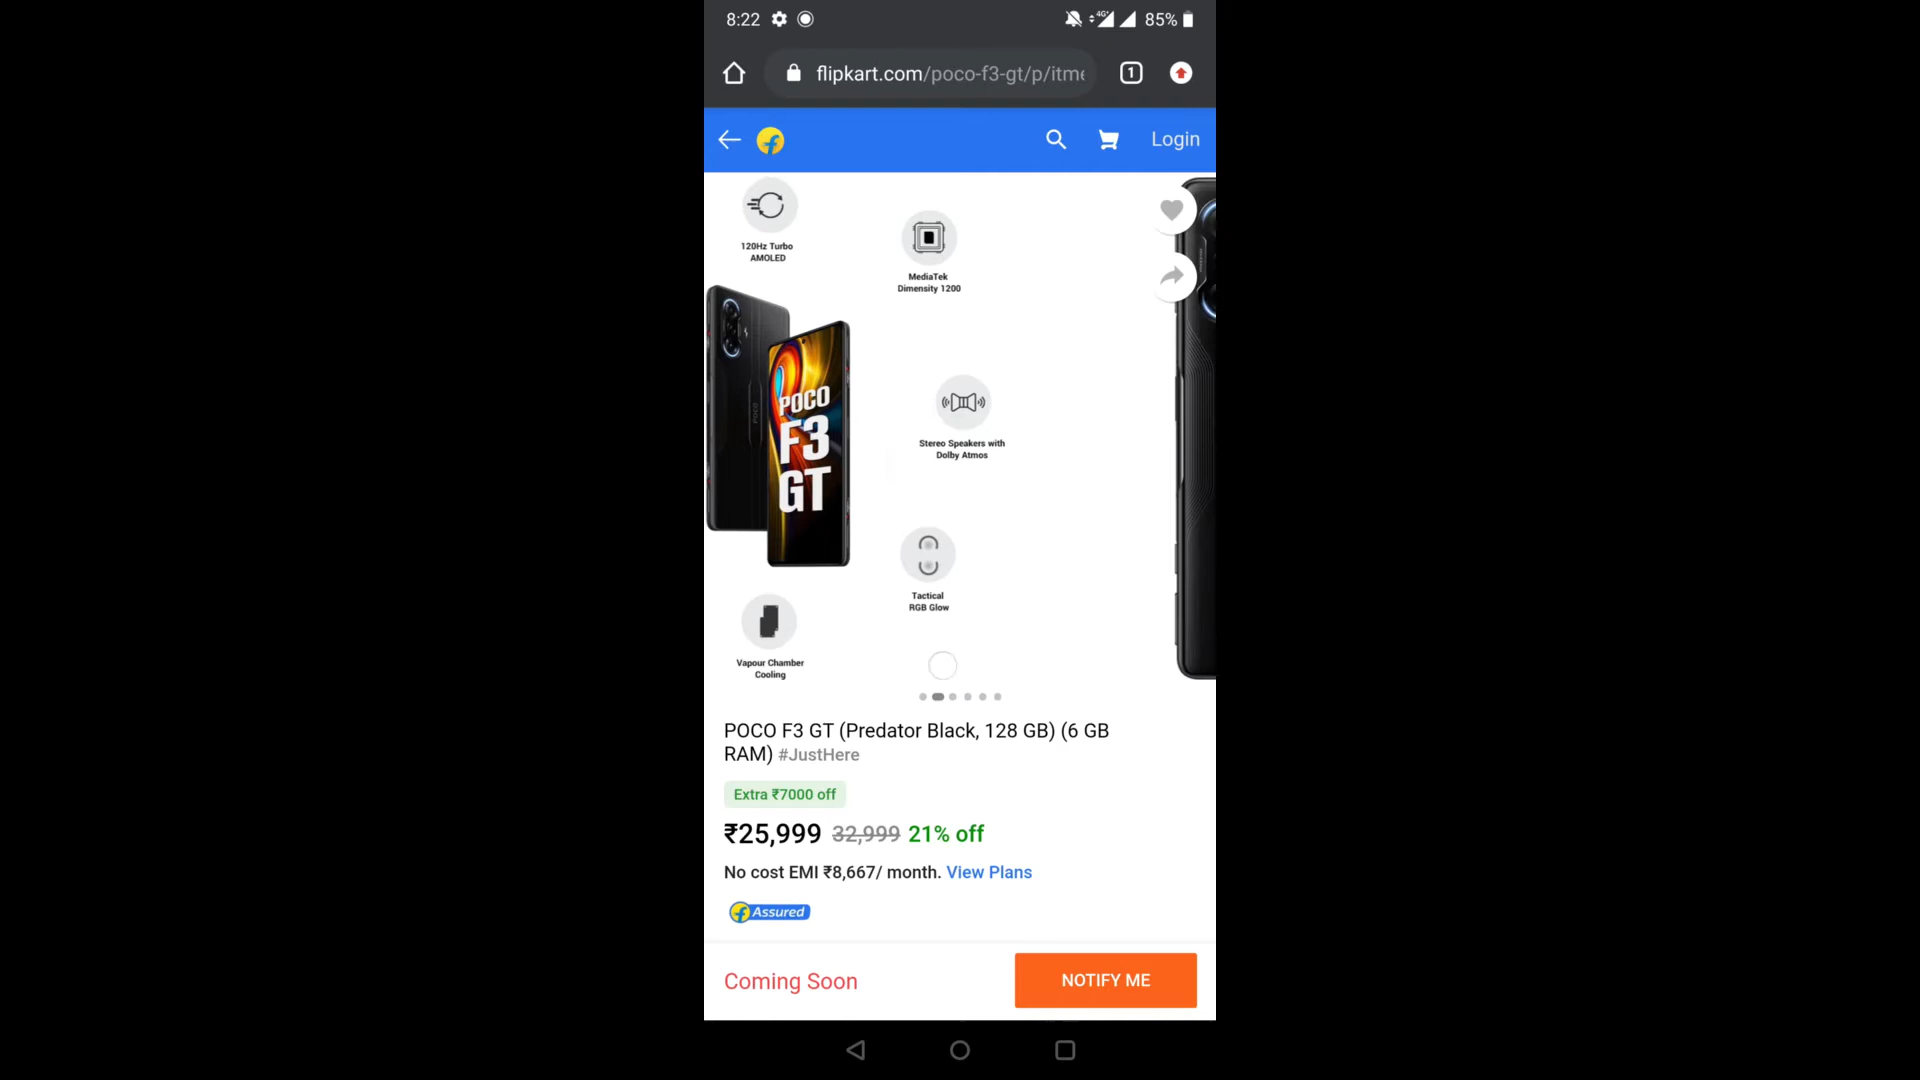 8:22
4G+
85%
flipkart.com/poco-f3-gt/p/itme
1
Login
120Hz Turbo
AMOLED
MediaTek
Dimensity 1200
POCO
F3
GT
Stereo Speakers with
Dolby Atmos
Tactical
RGB Glow
Vapour Chamber
Cooling
POCO F3 GT (Predator Black, 128 GB) (6 GB
RAM) #JustHere
Extra ₹7000 off
₹25,999 32,999 21% off
No cost EMI ₹8,667/ month. View Plans
Assured
Coming Soon
NOTIFY ME